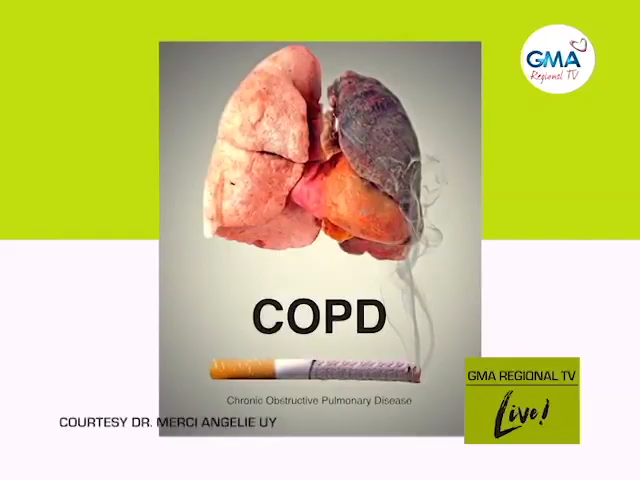 GMA
Regional TV
COPD
Chronic Obstructive Pulmonary Disease
GMA REGIONAL TV
Live!
COURTESY DR. MERCI ANGELIE UY